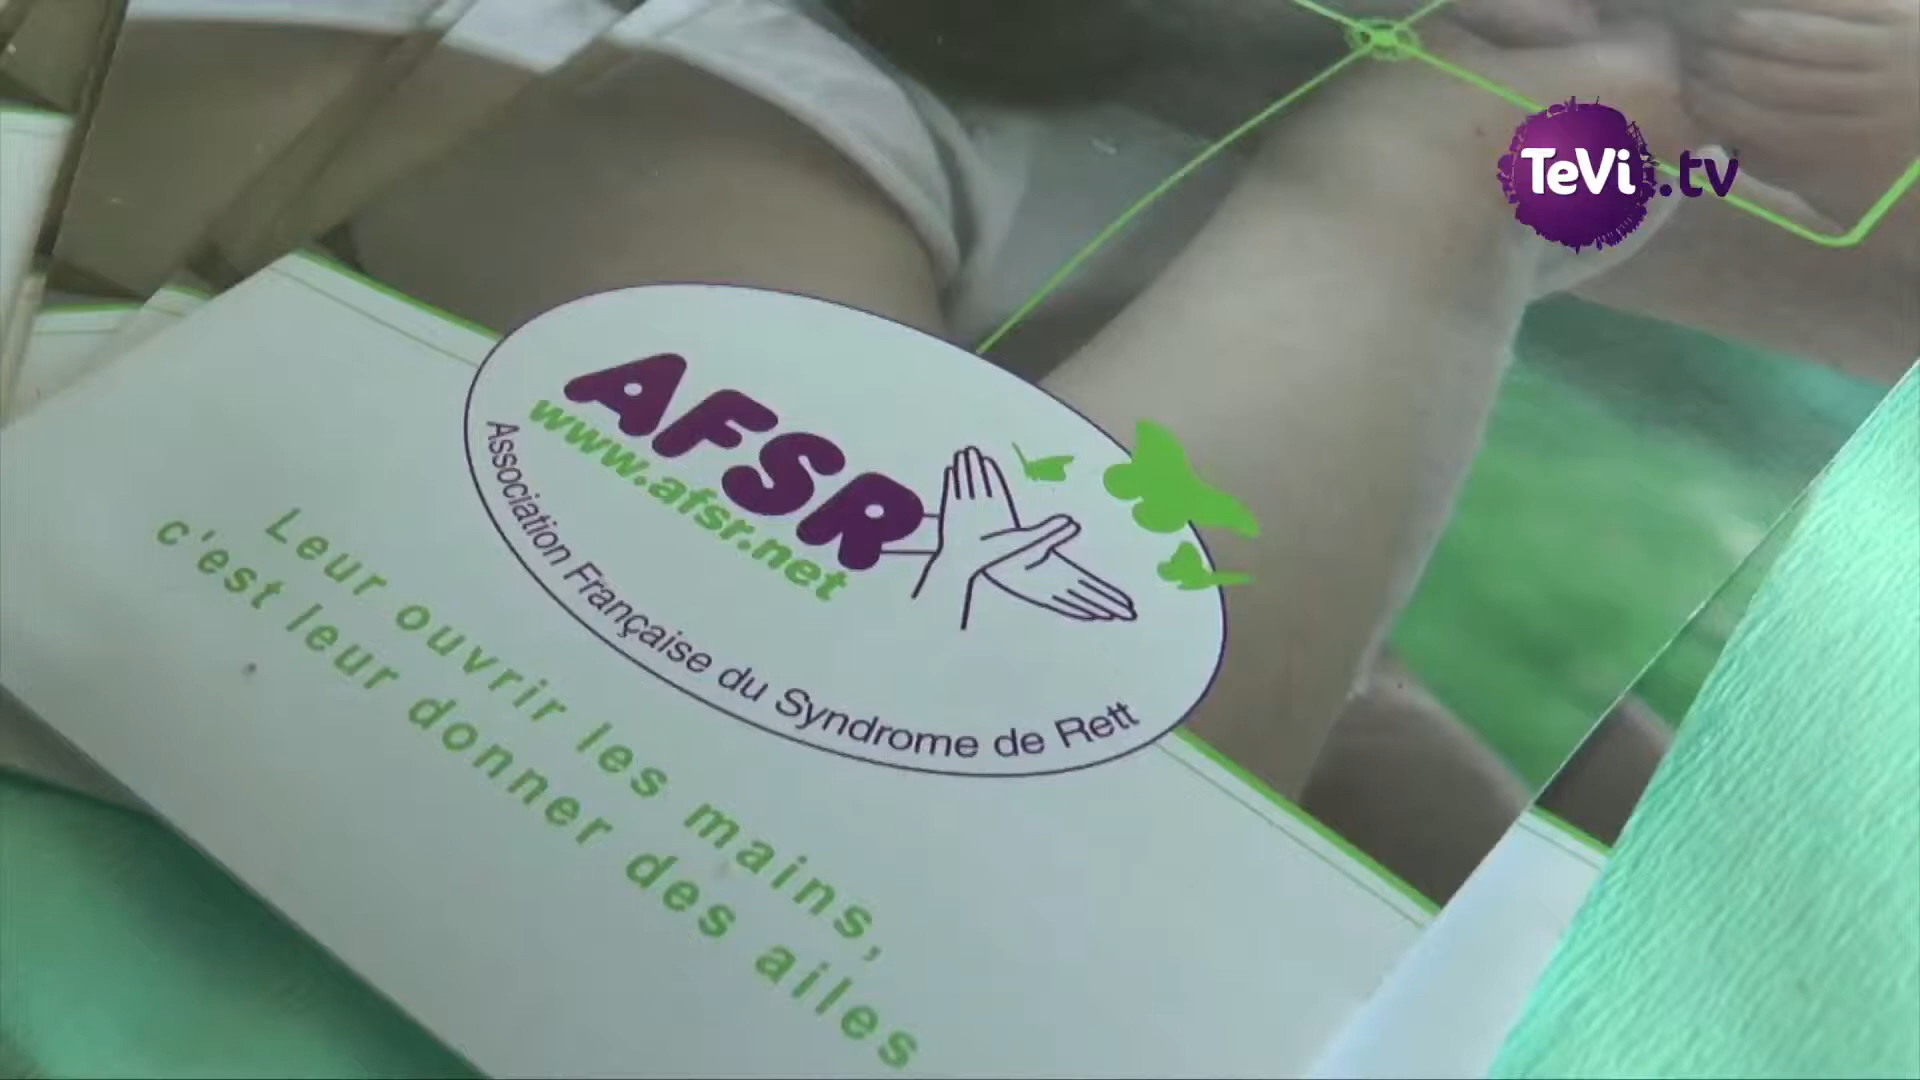 TeVi.tv
AFSR
www.afsr.net
Association Française du Syndrome de Rett
Leur ouvrir les mains,
c'est leur donner des ailes